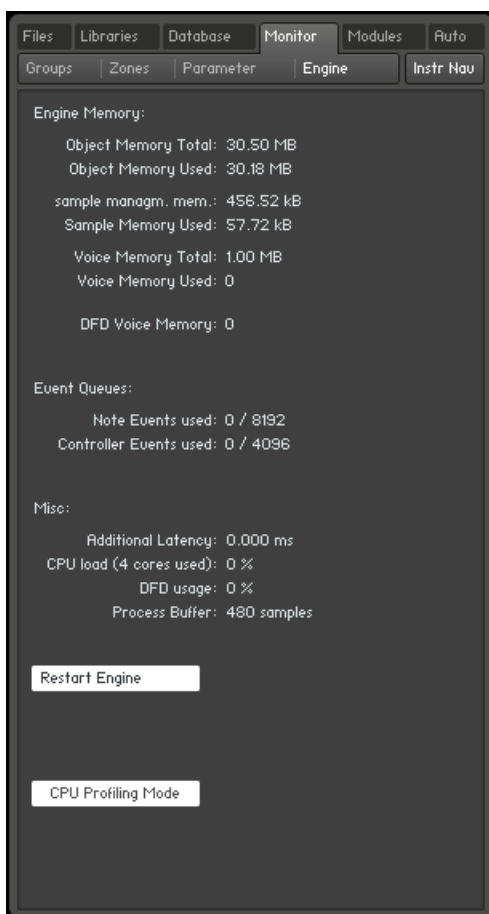 Files Libraries Database Monitor Modules Auto
Groups Zones Parameter Engine Instr Nav
Engine Memory:
Object Memory Total: 30.50 MB
Object Memory Used: 30.18 MB
sample managm. mem.: 456.52 kB
Sample Memory Used: 57.72 kB
Voice Memory Total: 1.00 MB
Voice Memory Used: 0
DFD Voice Memory: 0
Event Queues:
Note Events used: 0 / 8192
Controller Events used: 0 / 4096
Misc:
Additional Latency: 0.000 ms
CPU load (4 cores used): 0 %
DFD usage: 0 %
Process Buffer: 480 samples
Restart Engine
CPU Profiling Mode